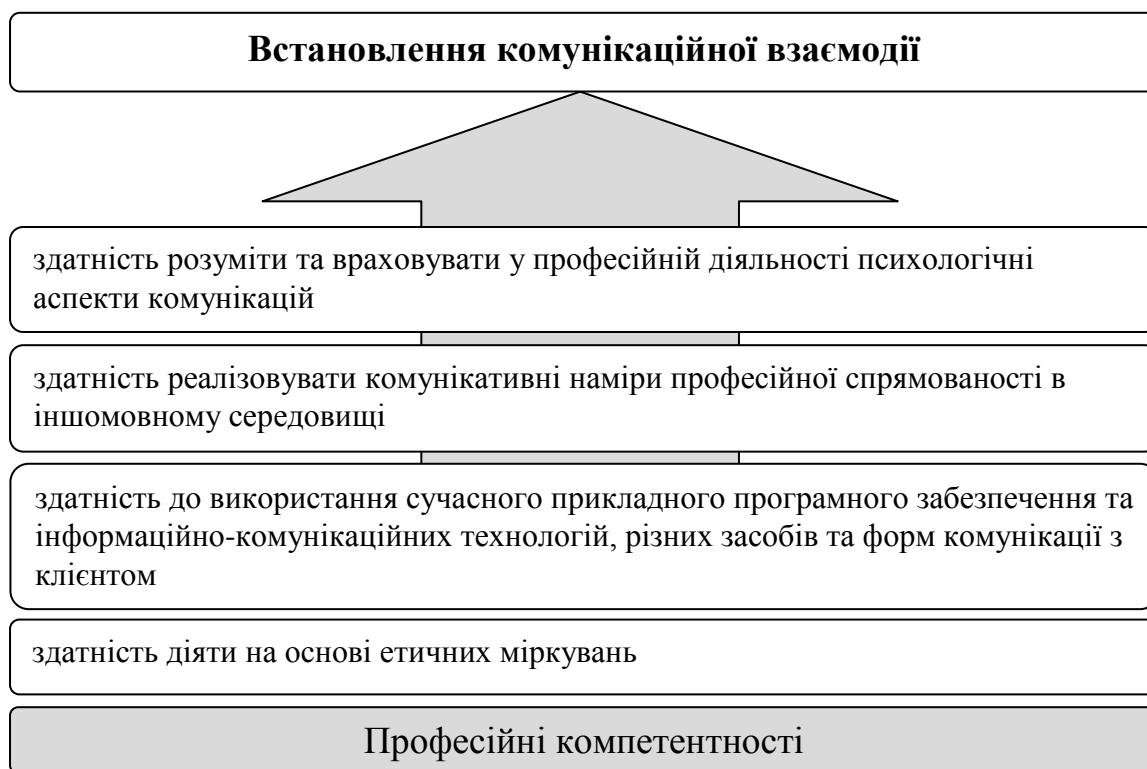 Встановлення комунікаційної взаємодії
здатність розуміти та враховувати у професійній діяльності психологічні
аспекти комунікацій
здатність реалізовувати комунікативні наміри професійної спрямованості в
іншомовному середовищі
здатність до використання сучасного прикладного програмного забезпечення та
інформаційно-комунікаційних технологій, різних засобів та форм комунікації з
клієнтом
здатність діяти на основі етичних міркувань
Професійні компетентності